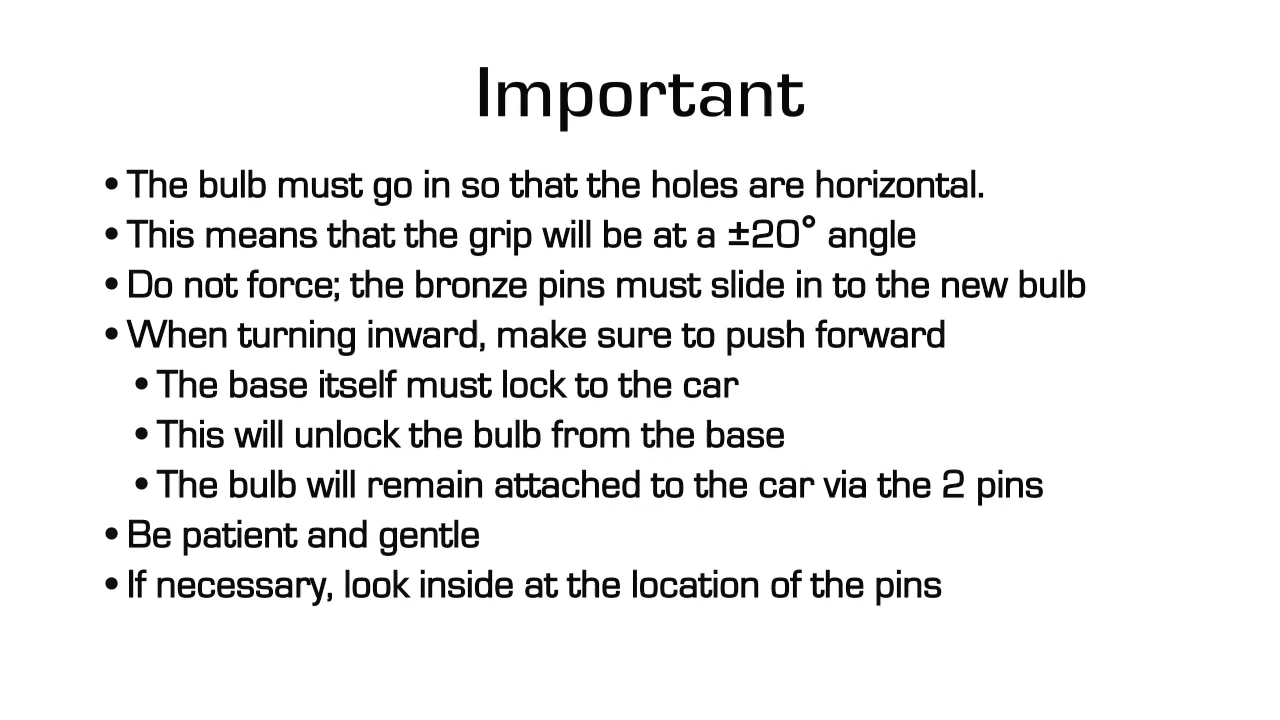 Important
• The bulb must go in so that the holes are horizontal.
• This means that the grip will be at a ±20° angle
• Do not force; the bronze pins must slide in to the new bulb
• When turning inward, make sure to push forward
• The base itself must lock to the car
• This will unlock the bulb from the base
• The bulb will remain attached to the car via the 2 pins
• Be patient and gentle
• If necessary, look inside at the location of the pins